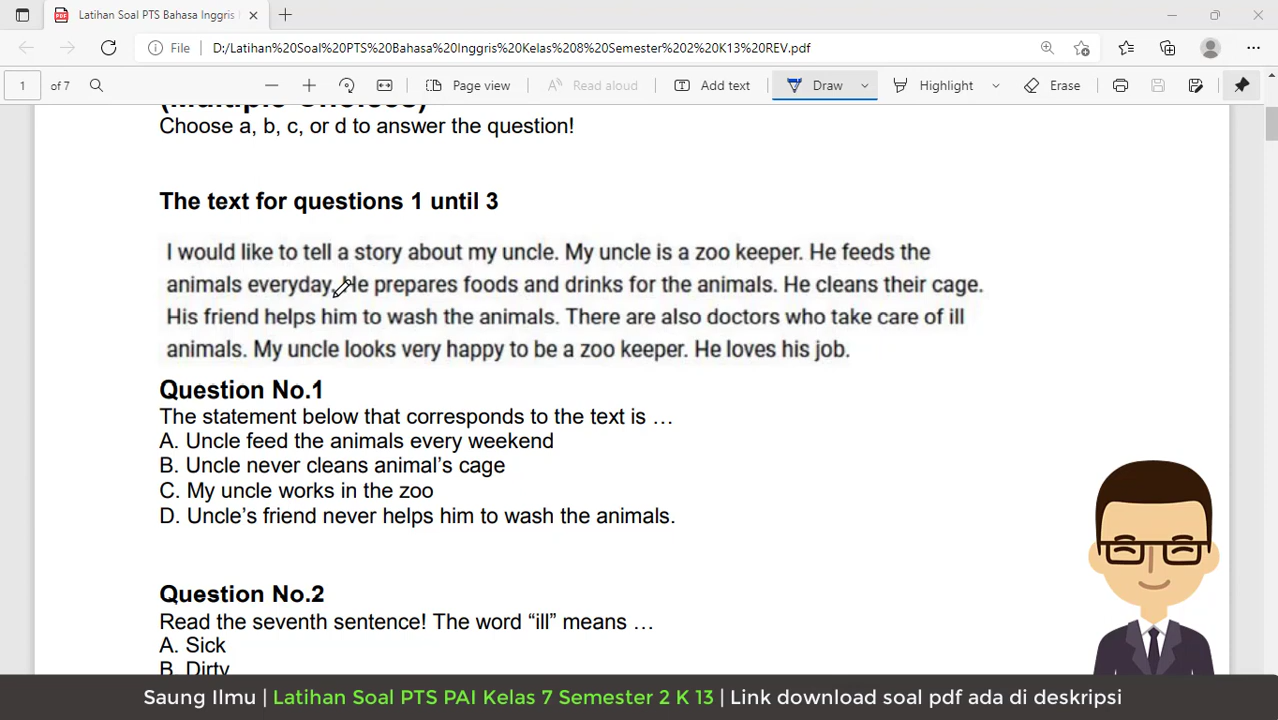 Latihan Soal PTS Bahasa Inggris
File D:/Latihan%20Soal%20PTS%20Bahasa%20Inggris%20Kelas%208%20Semester%202%20K13%20REV.pdf
1 of 7 Page view Read aloud Add text Draw Highlight Erase
(Multiple Choices)
Choose a, b, c, or d to answer the question!
The text for questions 1 until 3
I would like to tell a story about my uncle. My uncle is a zoo keeper. He feeds the
animals everyday. He prepares foods and drinks for the animals. He cleans their cage.
His friend helps him to wash the animals. There are also doctors who take care of ill
animals. My uncle looks very happy to be a zoo keeper. He loves his job.
Question No.1
The statement below that corresponds to the text is …
A. Uncle feed the animals every weekend
B. Uncle never cleans animal’s cage
C. My uncle works in the zoo
D. Uncle’s friend never helps him to wash the animals.
Question No.2
Read the seventh sentence! The word “ill” means …
A. Sick
B. Dirty
Saung Ilmu | Latihan Soal PTS PAI Kelas 7 Semester 2 K 13 | Link download soal pdf ada di deskripsi